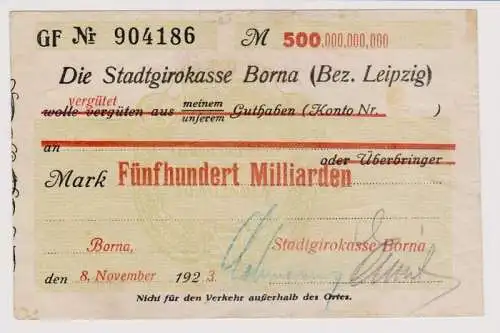 GF № 904186 M 500.000.000.000
Die Stadtgirokasse Borna (Bez. Leipzig)
vergütet
wolle vergüten aus meinem unserem Guthaben (Konto Nr. )
an
oder Überbringer
Mark Fünfhundert Milliarden
Borna, Stadtgirokasse Borna
den 8. November 1923.
Nicht für den Verkehr außerhalb des Ortes.